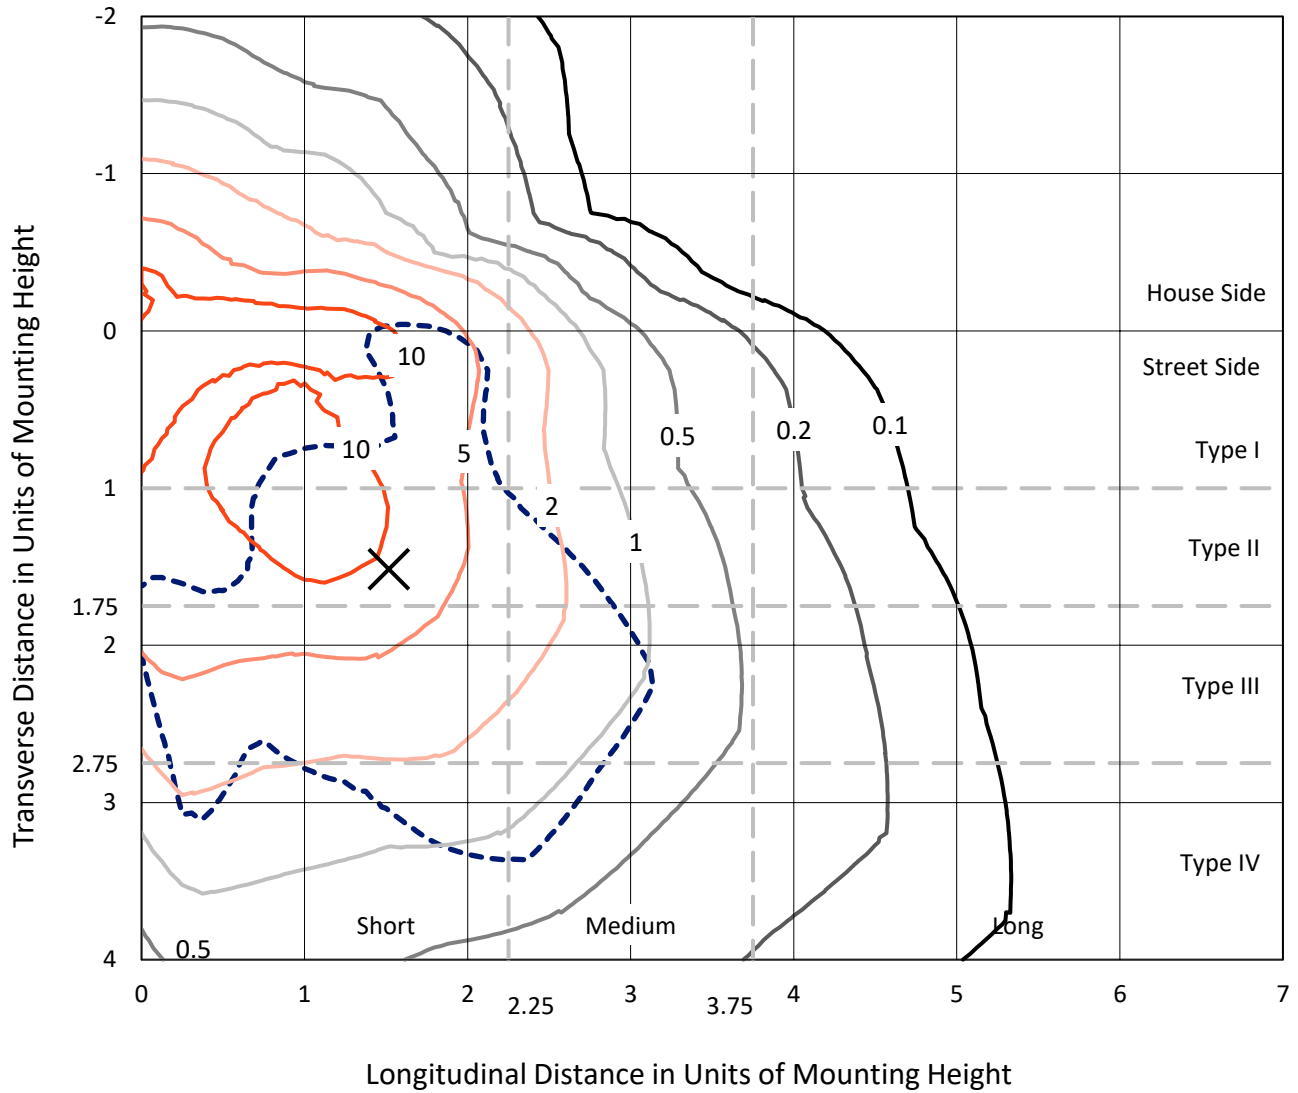 -2
-1
House Side
0
10
Street Side
0.5
0.2
0.1
10
5
Type I
1
2
1
Type II
1.75
2
Type III
2.75
3
Type IV
Short
Medium
Long
0.5
4
0
1
2
2.25
3
3.75
4
5
6
7
Transverse Distance in Units of Mounting Height
Longitudinal Distance in Units of Mounting Height